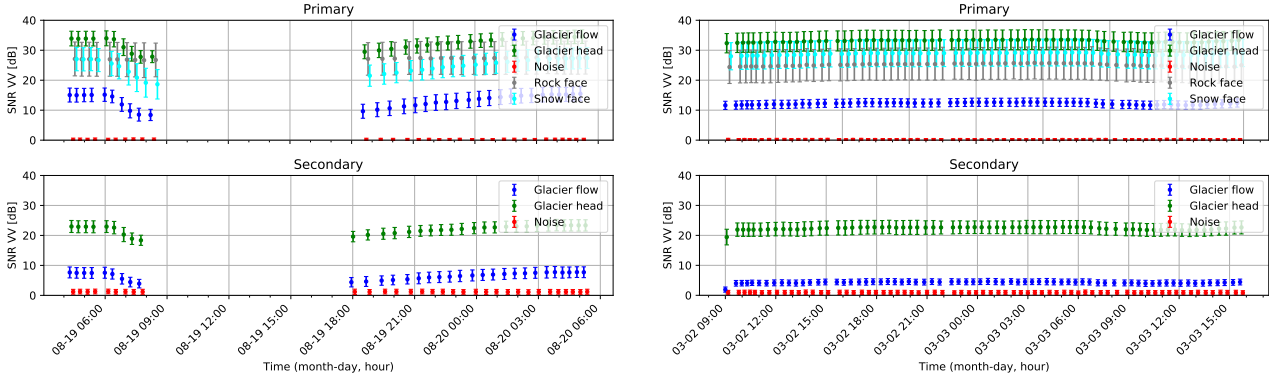 Primary
SNR VV [dB]
40
30
20
10
0
Glacier flow
Glacier head
Noise
Rock face
Snow face
Secondary
SNR VV [dB]
40
30
20
10
0
Glacier flow
Glacier head
Noise
08-19 06:00
08-19 09:00
08-19 12:00
08-19 15:00
08-19 18:00
08-19 21:00
08-20 00:00
08-20 03:00
08-20 06:00
Time (month-day, hour)
Primary
SNR VV [dB]
40
30
20
10
0
Glacier flow
Glacier head
Noise
Rock face
Snow face
Secondary
SNR VV [dB]
40
30
20
10
0
Glacier flow
Glacier head
Noise
03-02 09:00
03-02 12:00
03-02 15:00
03-02 18:00
03-02 21:00
03-03 00:00
03-03 03:00
03-03 06:00
03-03 09:00
03-03 12:00
03-03 15:00
Time (month-day, hour)